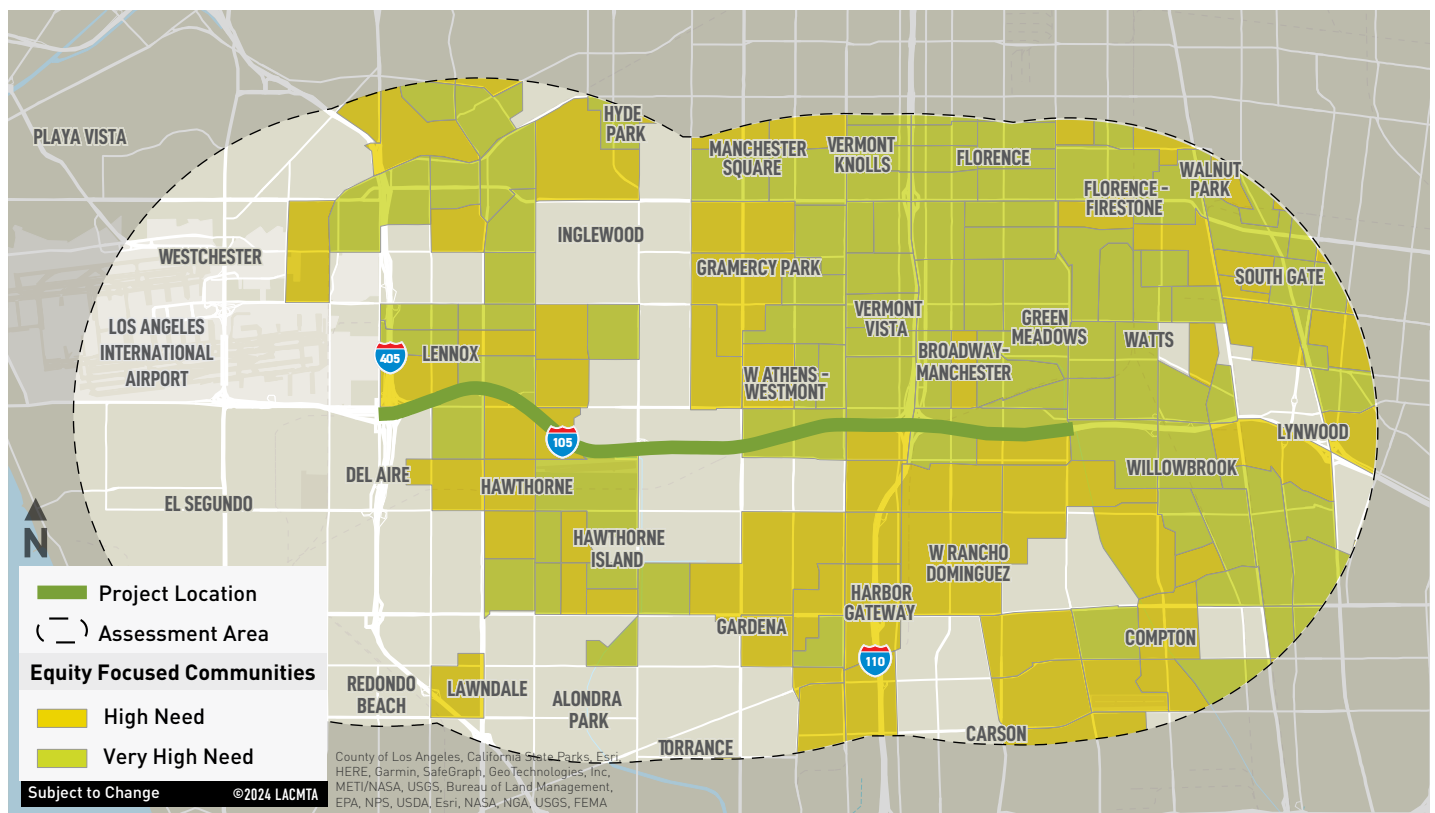 PLAYA VISTA
HYDE
PARK
MANCHESTER
SQUARE
VERMONT
KNOLLS
FLORENCE
WALNUT
PARK
FLORENCE -
FIRESTONE
WESTCHESTER
INGLEWOOD
GRAMERCY PARK
SOUTH GATE
LOS ANGELES
INTERNATIONAL
AIRPORT
405
LENNOX
VERMONT
VISTA
GREEN
MEADOWS
WATTS
BROADWAY-
MANCHESTER
W ATHENS -
WESTMONT
105
LYNWOOD
DEL AIRE
HAWTHORNE
WILLOWBROOK
EL SEGUNDO
N
HAWTHORNE
ISLAND
W RANCHO
DOMINGUEZ
HARBOR
GATEWAY
GARDENA
COMPTON
110
REDONDO
BEACH
LAWNDALE
ALONDRA
PARK
TORRANCE
CARSON
Project Location
Assessment Area
Equity Focused Communities
High Need
Very High Need
Subject to Change ©2024 LACMTA
County of Los Angeles, California State Parks, Esri,
HERE, Garmin, SafeGraph, GeoTechnologies, Inc,
METI/NASA, USGS, Bureau of Land Management,
EPA, NPS, USDA, Esri, NASA, NGA, USGS, FEMA